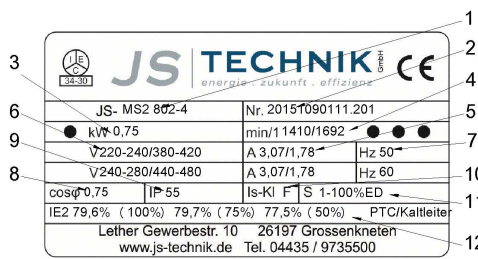 1
I E C
34-30
JS TECHNIK GmbH CE
energie . zukunft . effizienz
2
3
4
JS- MS2 802-4 Nr. 20151090111.201
kW 0,75 min/1 1410/1692
5
6
V220-240/380-420 A 3,07/1,78 Hz 50
7
9
V240-280/440-480 A 3,07/1,78 Hz 60
8
10
cosφ 0,75 IP 55 Is-Kl F S 1-100%ED
11
IE2 79,6% ( 100%) 79,7% ( 75%) 77,5% ( 50%) PTC/Kaltleiter
12
Lether Gewerbestr. 10 26197 Grossenkneten
www.js-technik.de Tel. 04435 / 9735500